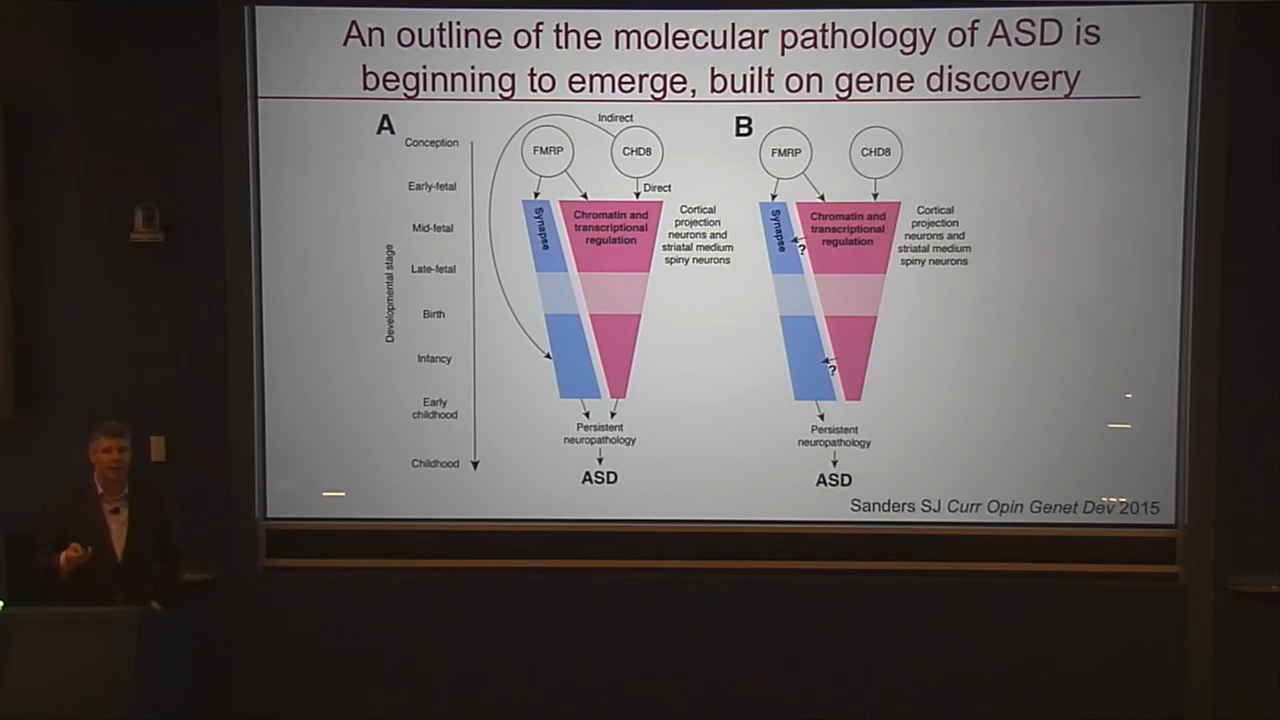 An outline of the molecular pathology of ASD is
beginning to emerge, built on gene discovery
A
Indirect
Conception
FMRP
CHD8
Early-fetal
Direct
Synapse
Chromatin and
transcriptional
regulation
Cortical
projection
neurons and
striatal medium
spiny neurons
Mid-fetal
Late-fetal
Developmental stage
Birth
Infancy
Early
childhood
Persistent
neuropathology
Childhood
ASD
B
FMRP
CHD8
Synapse
Chromatin and
transcriptional
regulation
?
Cortical
projection
neurons and
striatal medium
spiny neurons
?
Persistent
neuropathology
ASD
Sanders SJ Curr Opin Genet Dev 2015